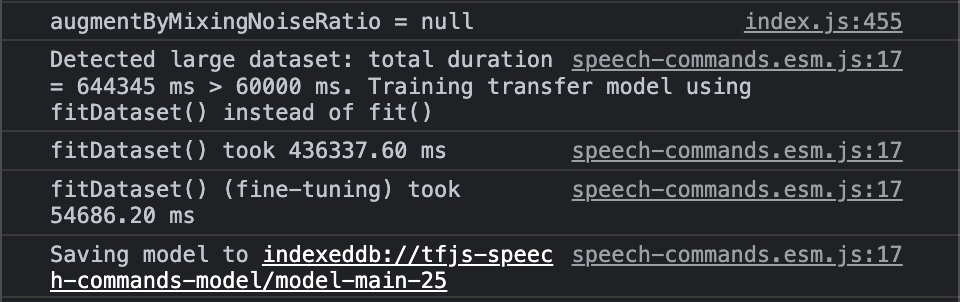 augmentByMixingNoiseRatio = null index.js:455
Detected large dataset: total duration speech-commands.esm.js:17
= 644345 ms > 60000 ms. Training transfer model using
fitDataset() instead of fit()
fitDataset() took 436337.60 ms speech-commands.esm.js:17
fitDataset() (fine-tuning) took speech-commands.esm.js:17
54686.20 ms
Saving model to indexeddb://tfjs-speec speech-commands.esm.js:17
h-commands-model/model-main-25